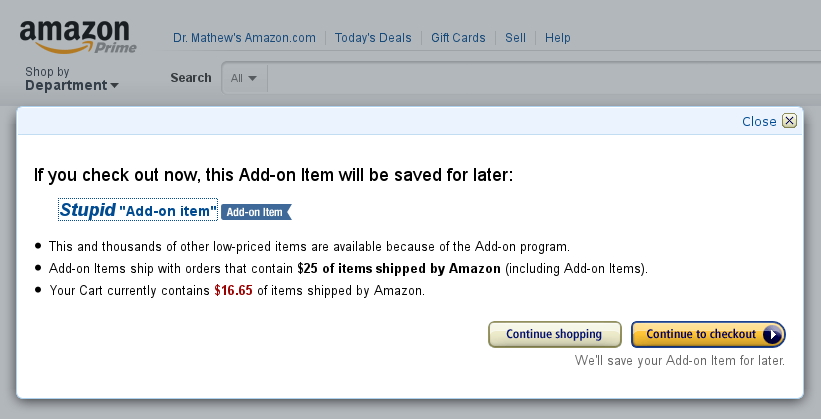 amazon
Prime
Dr. Mathew's Amazon.com Today's Deals Gift Cards Sell Help
Shop by
Department
Search All
Close
If you check out now, this Add-on Item will be saved for later:
Stupid "Add-on item" Add-on Item
This and thousands of other low-priced items are available because of the Add-on program.
Add-on Items ship with orders that contain $25 of items shipped by Amazon (including Add-on Items).
Your Cart currently contains $16.65 of items shipped by Amazon.
Continue shopping Continue to checkout
We'll save your Add-on Item for later.